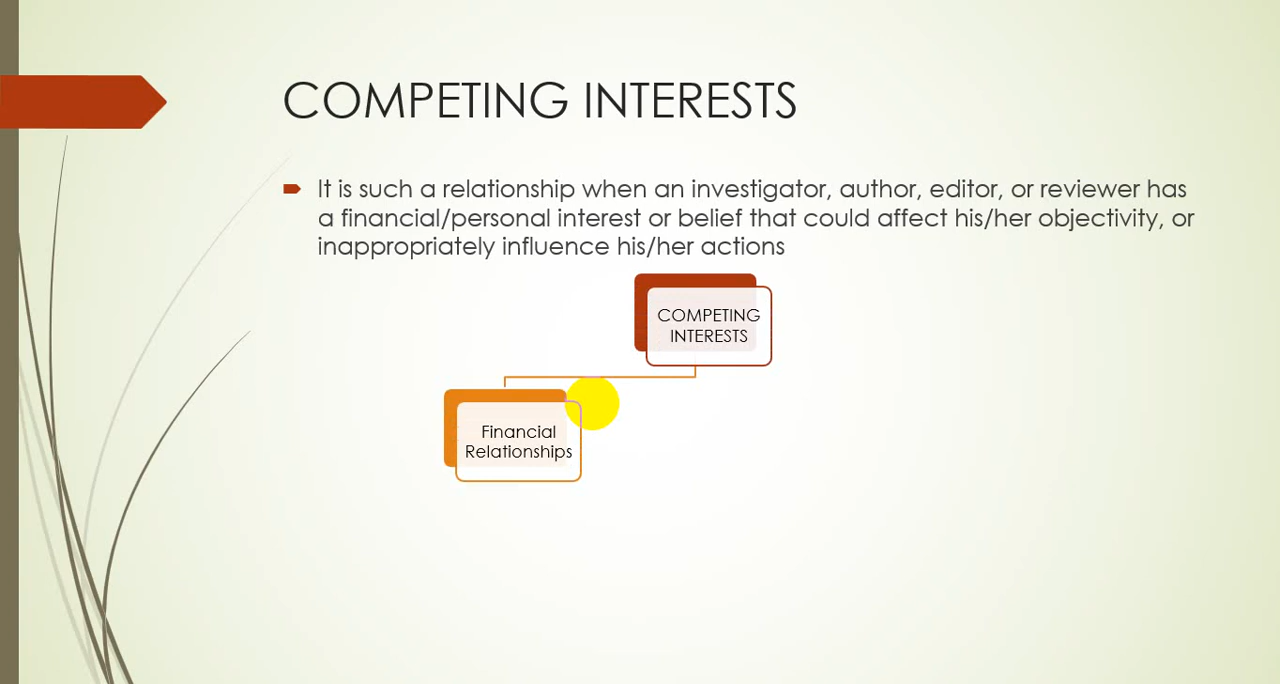 COMPETING INTERESTS
It is such a relationship when an investigator, author, editor, or reviewer has
a financial/personal interest or belief that could affect his/her objectivity, or
inappropriately influence his/her actions
COMPETING
INTERESTS
Financial
Relationships